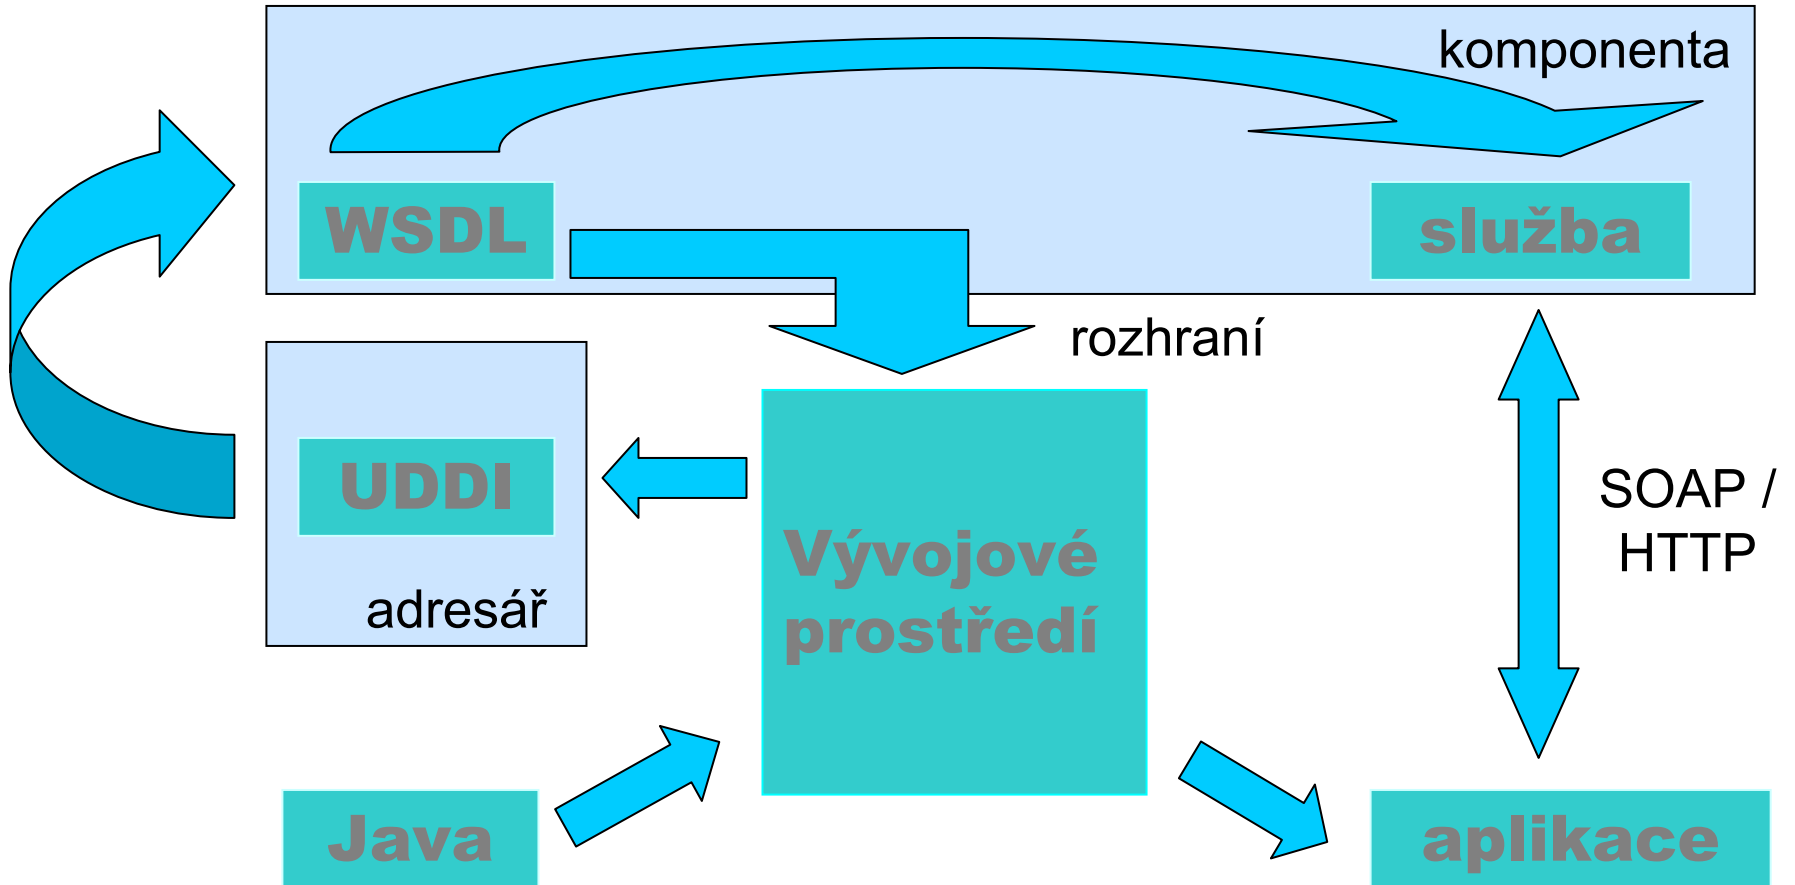 komponenta
WSDL
služba
rozhraní
UDDI
adresář
Vývojové
prostředí
SOAP /
HTTP
Java
aplikace